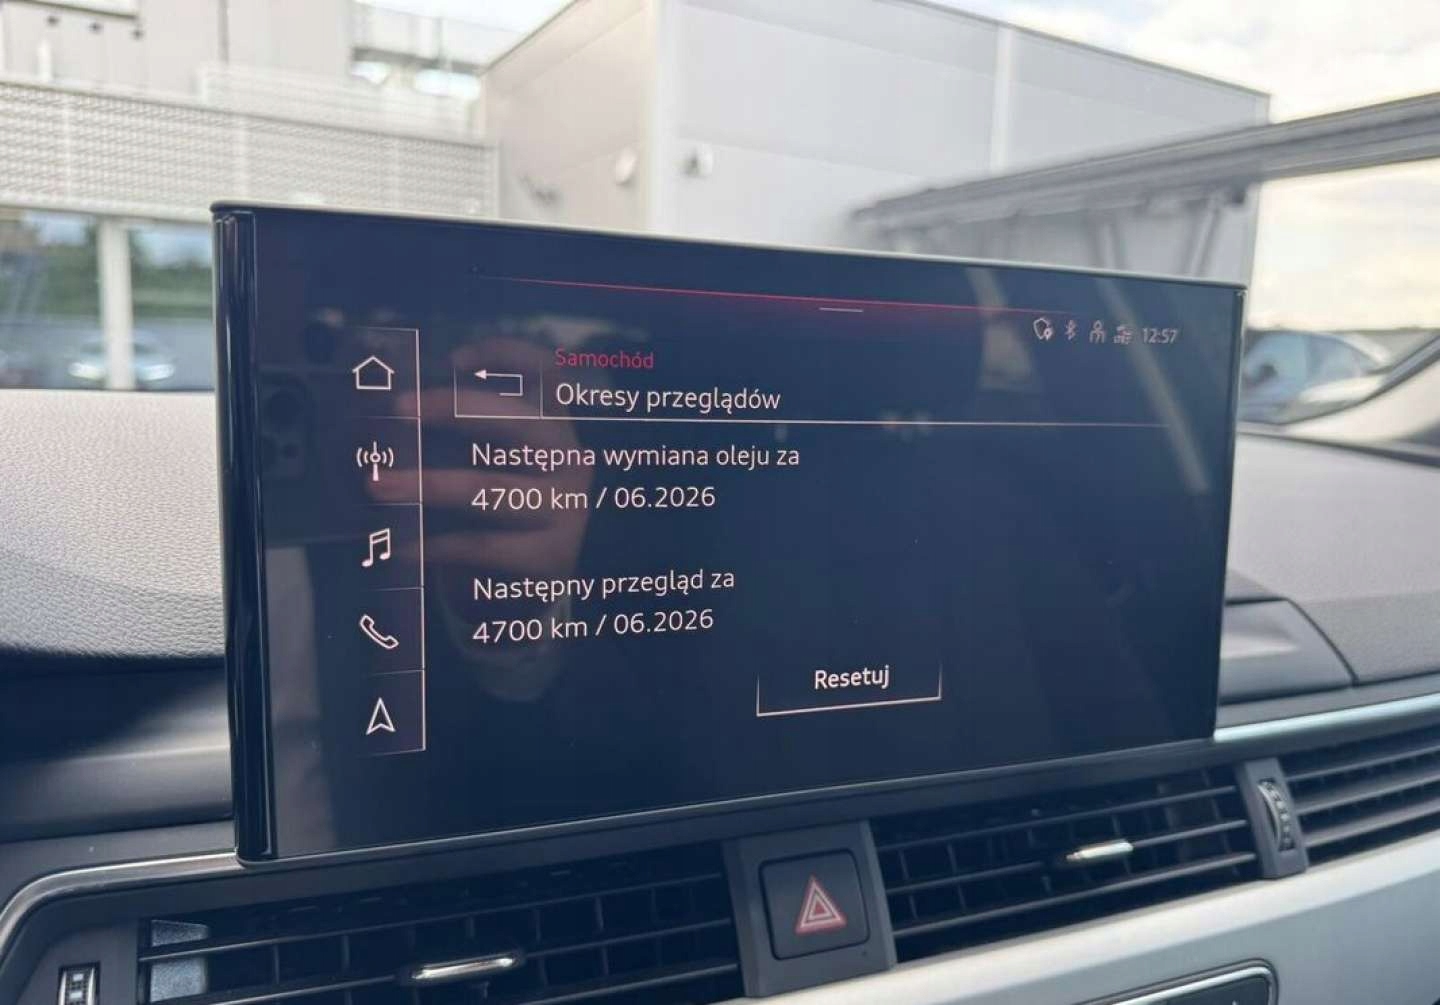 12:57
Samochód
Okresy przeglądów
Następna wymiana oleju za
4700 km / 06.2026
Następny przegląd za
4700 km / 06.2026
Resetuj